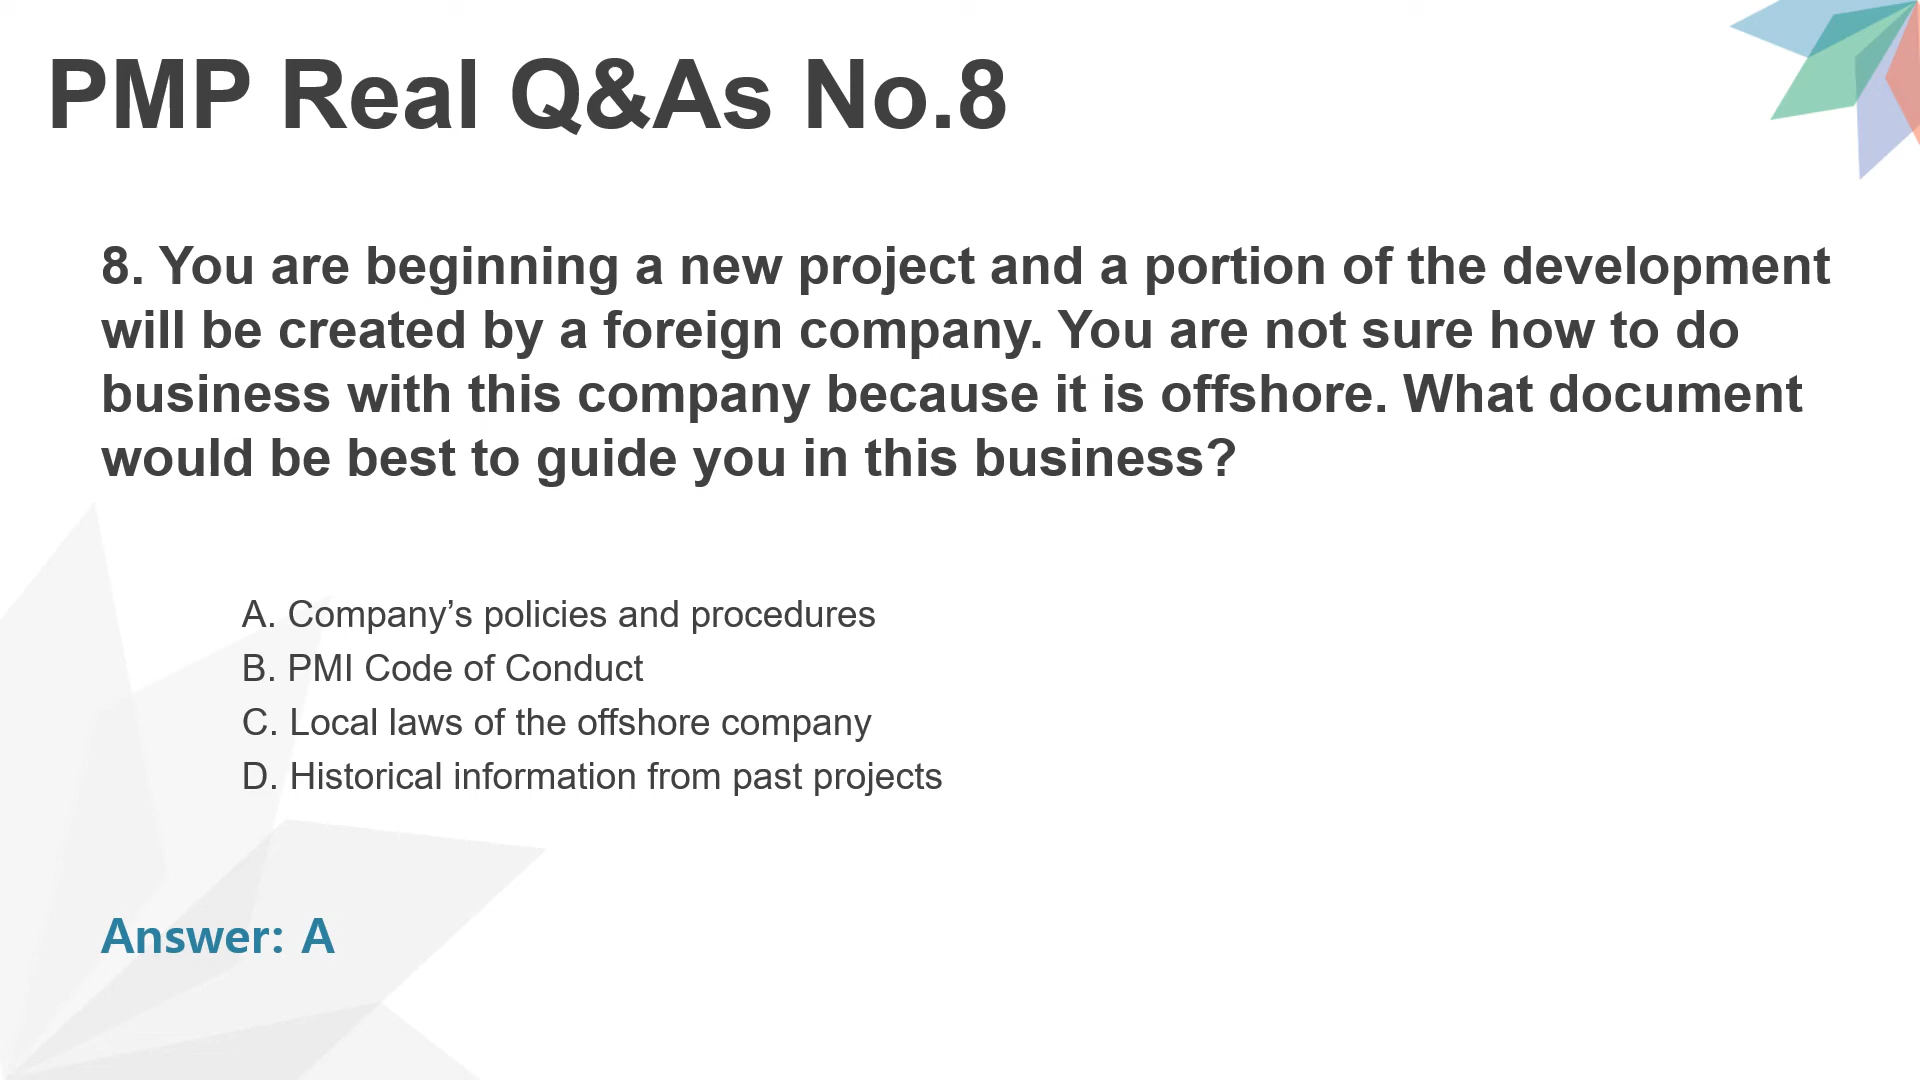 PMP Real Q&As No.8
8. You are beginning a new project and a portion of the development
will be created by a foreign company. You are not sure how to do
business with this company because it is offshore. What document
would be best to guide you in this business?
A. Company’s policies and procedures
B. PMI Code of Conduct
C. Local laws of the offshore company
D. Historical information from past projects
Answer: A